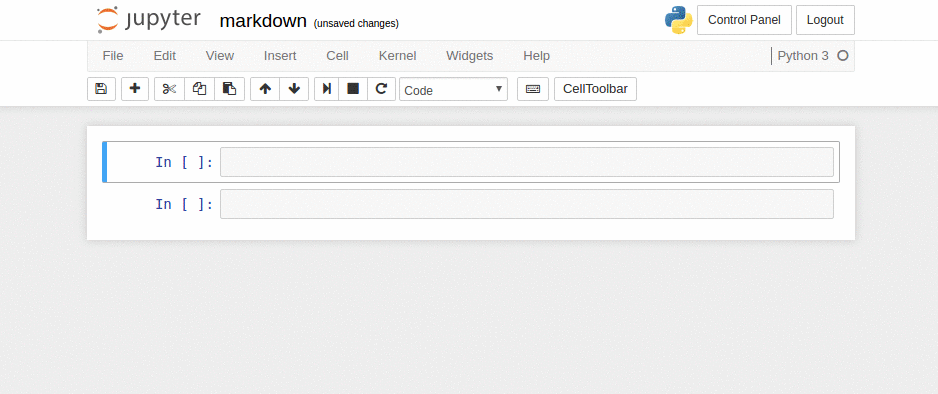 jupyter markdown (unsaved changes) Control Panel Logout
File Edit View Insert Cell Kernel Widgets Help Python 3
Code CellToolbar
In [ ]:
In [ ]: